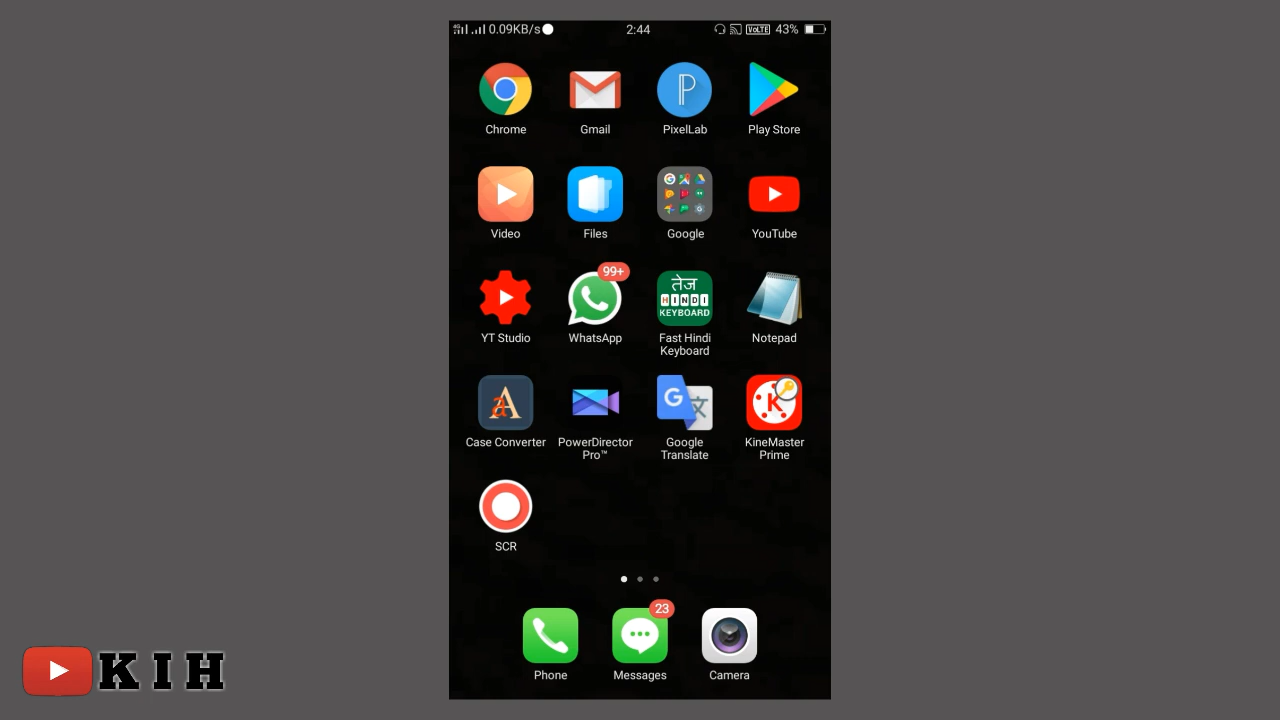 4G 0.09KB/s 2:44 VoLTE 43%
Chrome Gmail PixelLab Play Store
Video Files Google YouTube
99+
तेज
HINDI
KEYBOARD
YT Studio WhatsApp Fast Hindi Keyboard Notepad
Case Converter PowerDirector Pro™ Google Translate KineMaster Prime
SCR
23
Phone Messages Camera
KIH